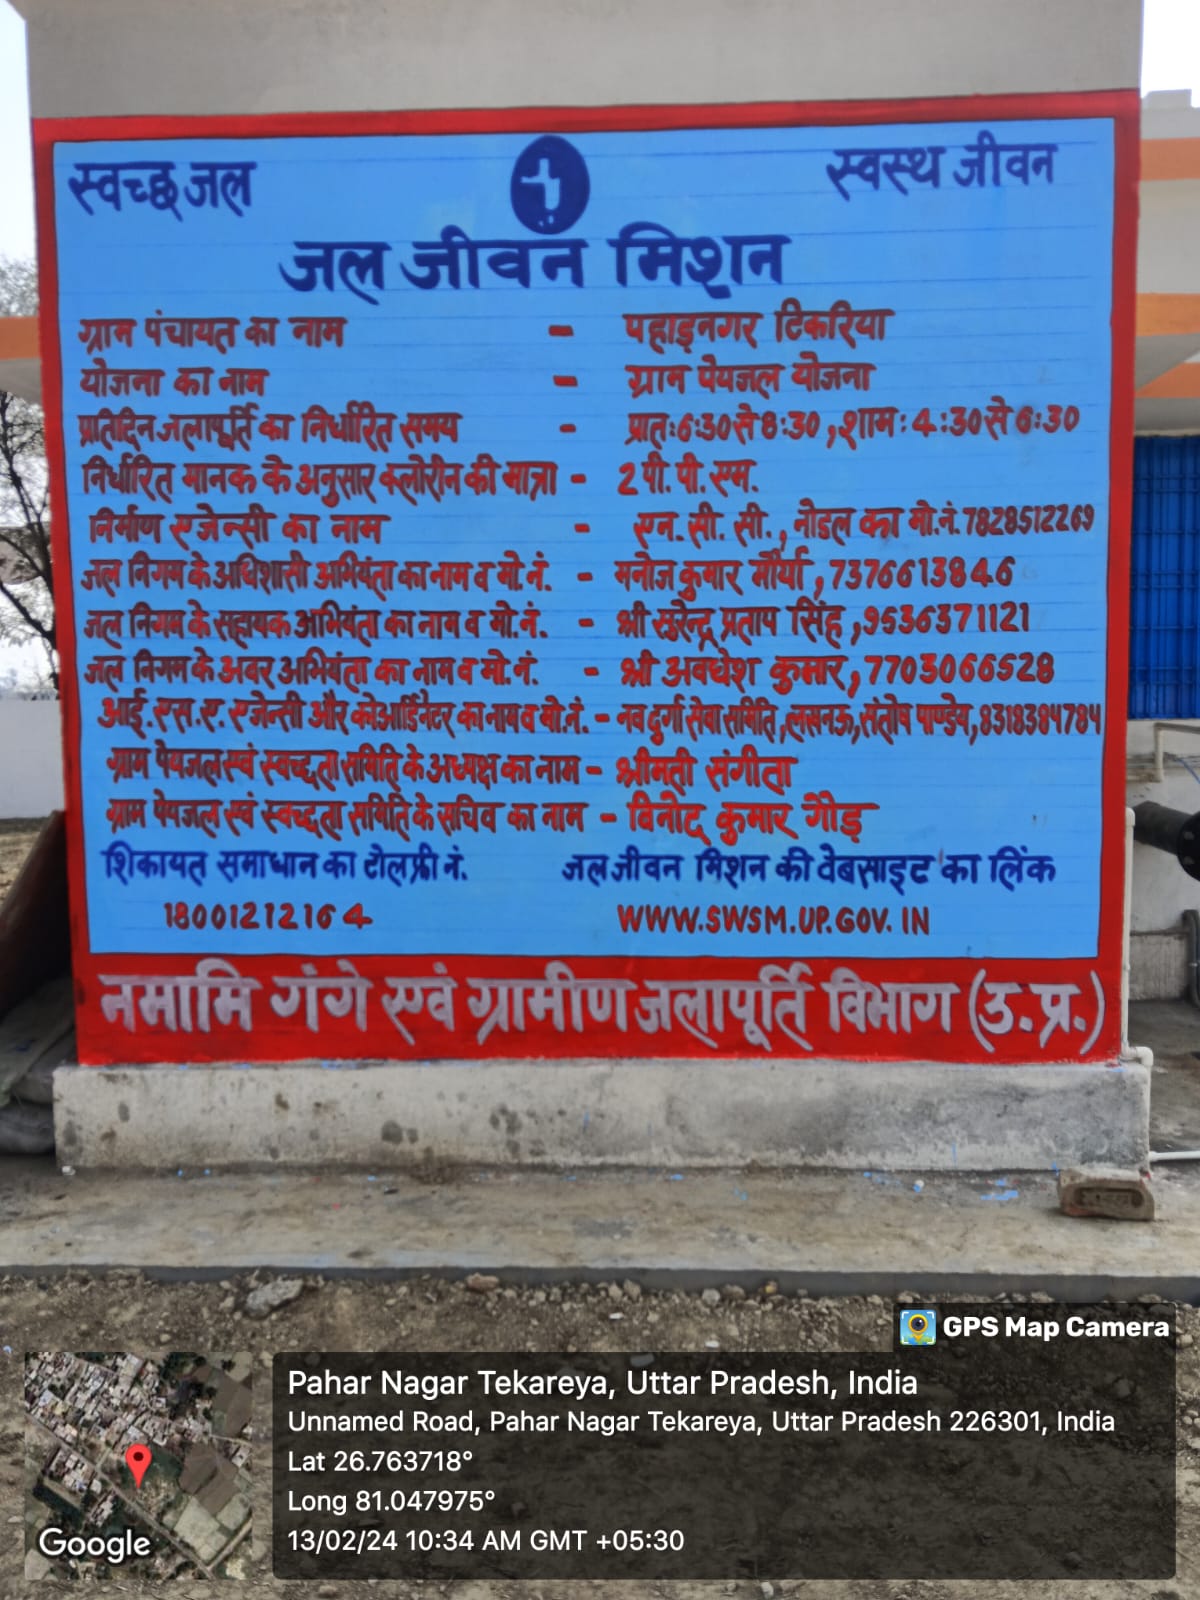 स्वच्छ जल
स्वस्थ जीवन
जल जीवन मिशन
ग्राम पंचायत का नाम - पहाड़नगर टिकरिया
योजना का नाम - ग्राम पेयजल योजना
प्रतिदिन जलापूर्ति का निर्धारित समय - प्रातः 6:30 से 8:30, शाम: 4:30 से 6:30
निर्धारित मानक के अनुसार क्लोरीन की मात्रा - 2 पी. पी. एम.
निर्माण एजेन्सी का नाम - एन. सी. सी., नोडल का मो.नं. 7828512269
जल निगम के अधिशासी अभियंता का नाम व मो.नं. - मनोज कुमार मौर्या, 7376613846
जल निगम के सहायक अभियंता का नाम व मो.नं. - श्री सुरेन्द्र प्रताप सिंह, 9536371121
जल निगम के अवर अभियंता का नाम व मो.नं. - श्री अवधेश कुमार, 7703066528
आई.एस.ए. एजेन्सी और कोआर्डिनेटर का नाम व मो.नं. - नव दुर्गा सेवा समिति, लखनऊ, संतोष पाण्डेय, 8318384784
ग्राम पेयजल एवं स्वच्छता समिति के अध्यक्ष का नाम - श्रीमती संगीता
ग्राम पेयजल एवं स्वच्छता समिति के सचिव का नाम - विनोद कुमार गौड़
शिकायत समाधान का टोल फ्री नं. जल जीवन मिशन की वेबसाइट का लिंक
18001212164 WWW.SWSM.UP.GOV.IN
नमामि गंगे एवं ग्रामीण जलापूर्ति विभाग (उ.प्र.)
GPS Map Camera
Pahar Nagar Tekareya, Uttar Pradesh, India
Unnamed Road, Pahar Nagar Tekareya, Uttar Pradesh 226301, India
Lat 26.763718°
Long 81.047975°
13/02/24 10:34 AM GMT +05:30
Google